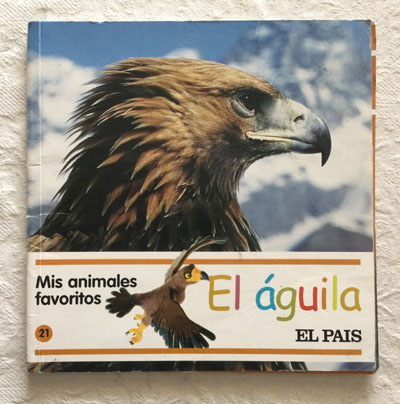 Mis animales
favoritos
El águila
21
EL PAIS